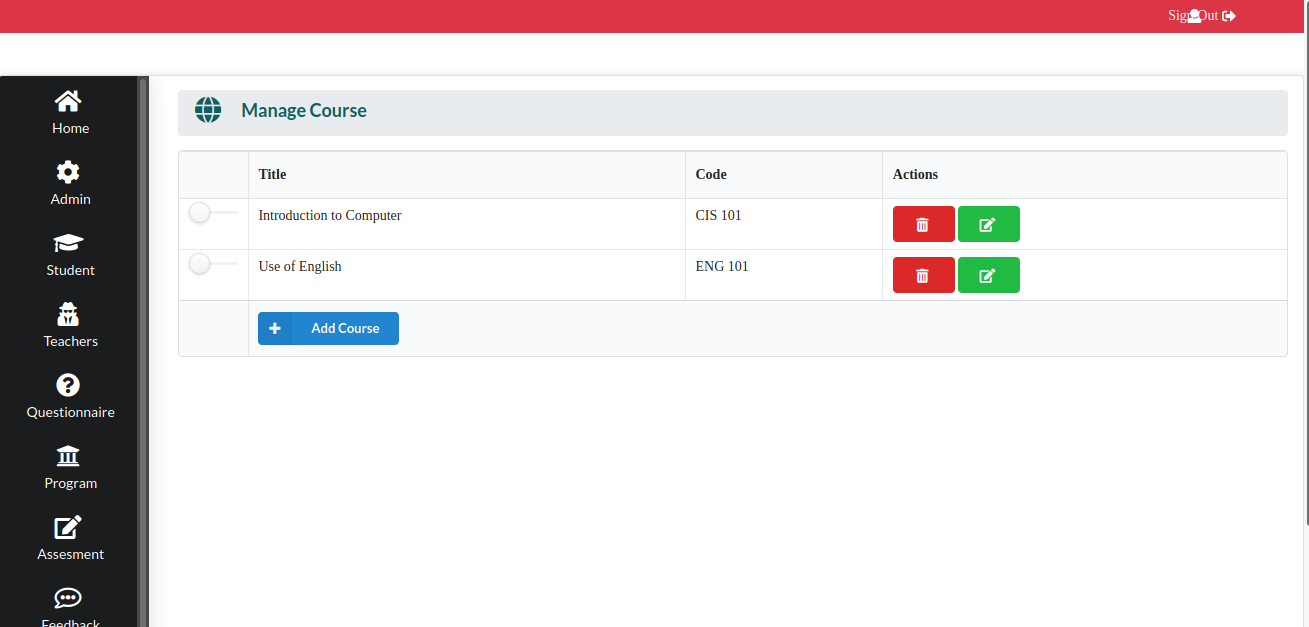 Sign Out
Home
Admin
Student
Teachers
Questionnaire
Program
Assesment
Feedback
Manage Course
Title Code Actions
Introduction to Computer CIS 101
Use of English ENG 101
Add Course